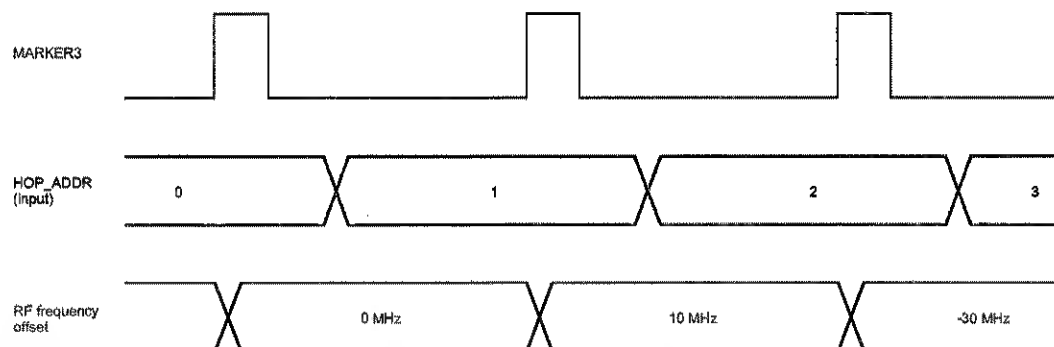 MARKER3
HOP_ADDR
(input)
0
1
2
3
RF frequency
offset
0 MHz
10 MHz
-30 MHz